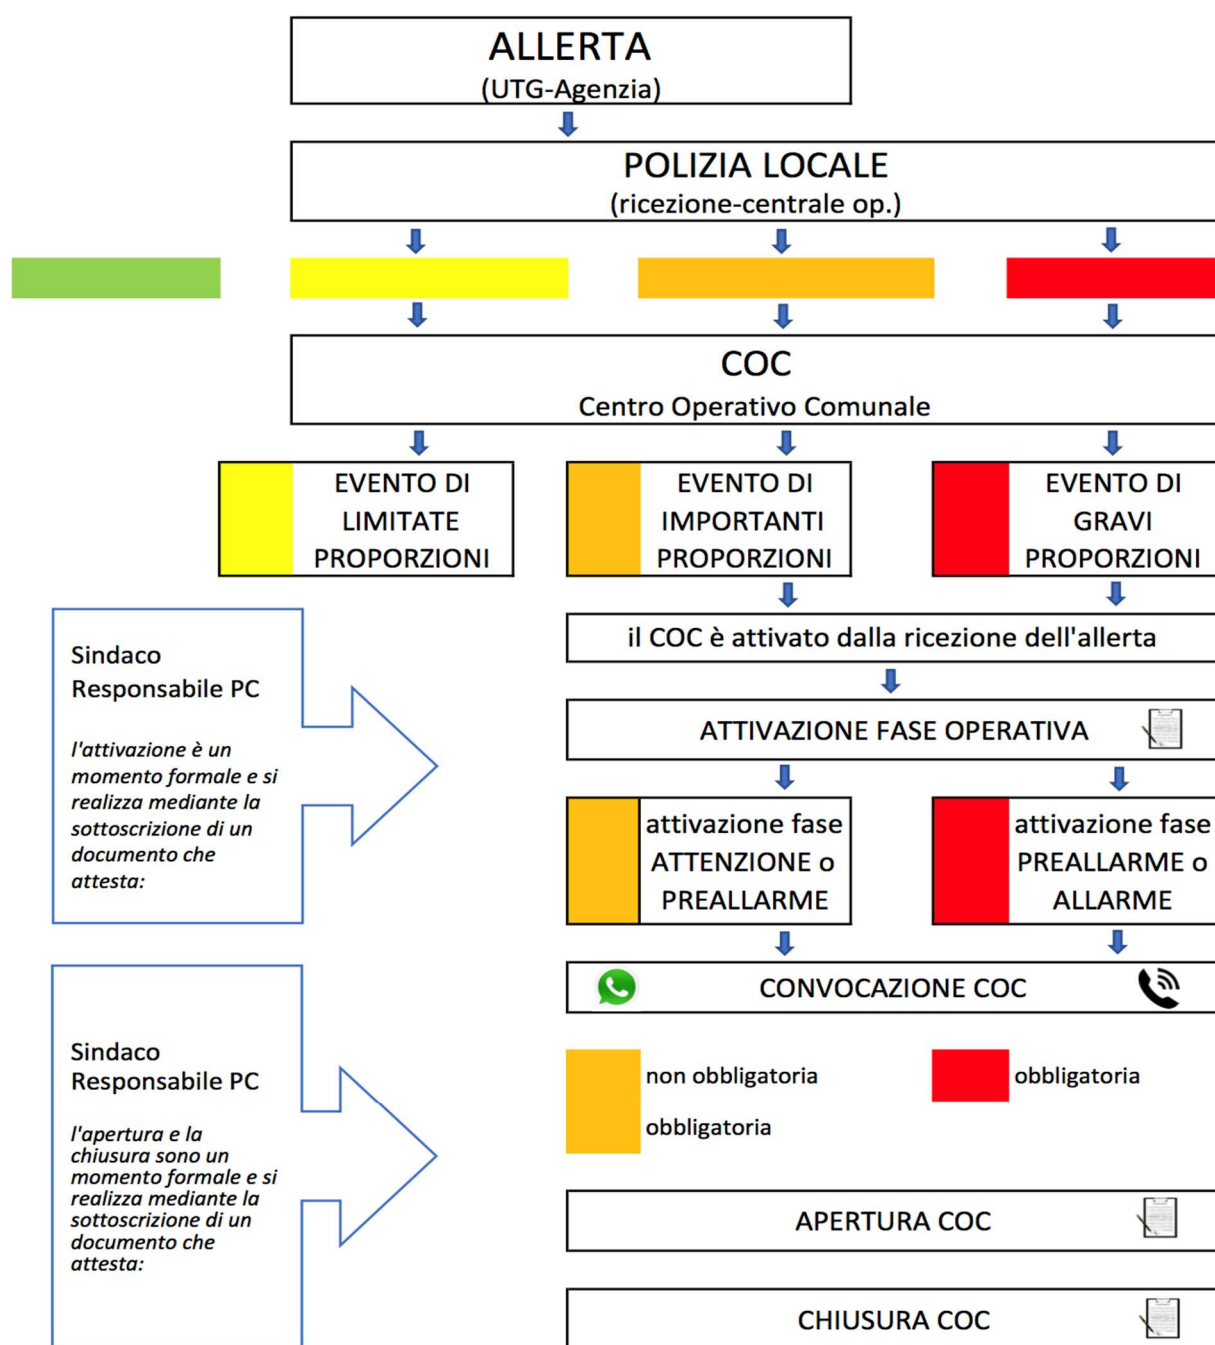 ALLERTA
(UTG-Agenzia)
POLIZIA LOCALE
(ricezione-centrale op.)
COC
Centro Operativo Comunale
EVENTO DI
LIMITATE
PROPORZIONI
EVENTO DI
IMPORTANTI
PROPORZIONI
EVENTO DI
GRAVI
PROPORZIONI
il COC è attivato dalla ricezione dell'allerta
Sindaco
Responsabile PC
l'attivazione è un
momento formale e si
realizza mediante la
sottoscrizione di un
documento che
attesta:
ATTIVAZIONE FASE OPERATIVA
attivazione fase
ATTENZIONE o
PREALLARME
attivazione fase
PREALLARME o
ALLARME
CONVOCAZIONE COC
non obbligatoria
obbligatoria
obbligatoria
Sindaco
Responsabile PC
l'apertura e la
chiusura sono un
momento formale e si
realizza mediante la
sottoscrizione di un
documento che
attesta:
APERTURA COC
CHIUSURA COC